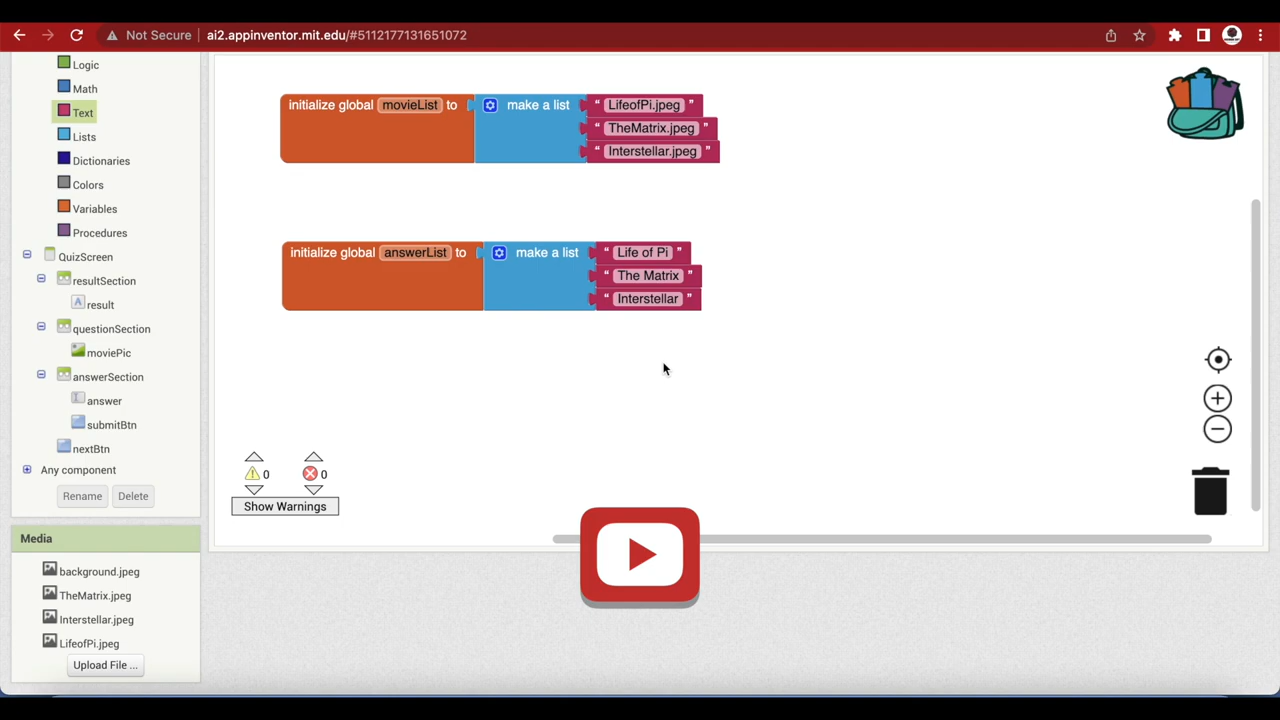 Not Secure ai2.appinventor.mit.edu/#5112177131651072
Logic
Math
Text
Lists
Dictionaries
Colors
Variables
Procedures
QuizScreen
resultSection
result
questionSection
moviePic
answerSection
answer
submitBtn
nextBtn
Any component
Rename Delete
Media
background.jpeg
TheMatrix.jpeg
Interstellar.jpeg
LifeofPi.jpeg
Upload File ...
initialize global movieList to make a list “ LifeofPi.jpeg ”
“ TheMatrix.jpeg ”
“ Interstellar.jpeg ”
initialize global answerList to make a list “ Life of Pi ”
“ The Matrix ”
“ Interstellar ”
0 0
Show Warnings